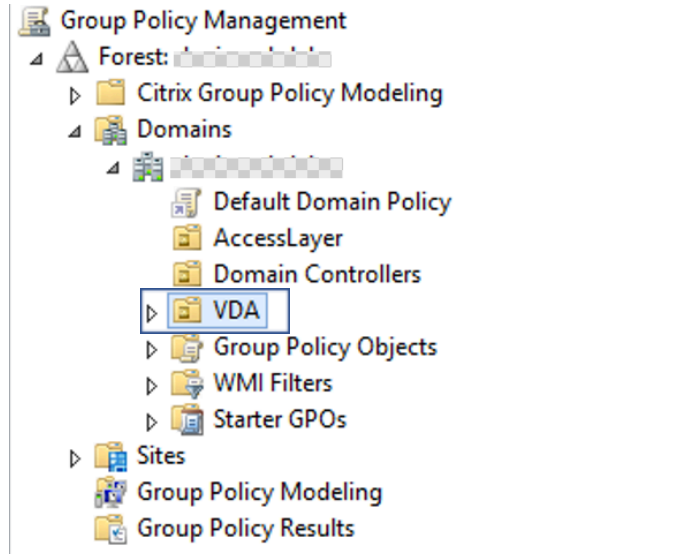 Group Policy Management
Forest:
Citrix Group Policy Modeling
Domains
Default Domain Policy
AccessLayer
Domain Controllers
VDA
Group Policy Objects
WMI Filters
Starter GPOs
Sites
Group Policy Modeling
Group Policy Results